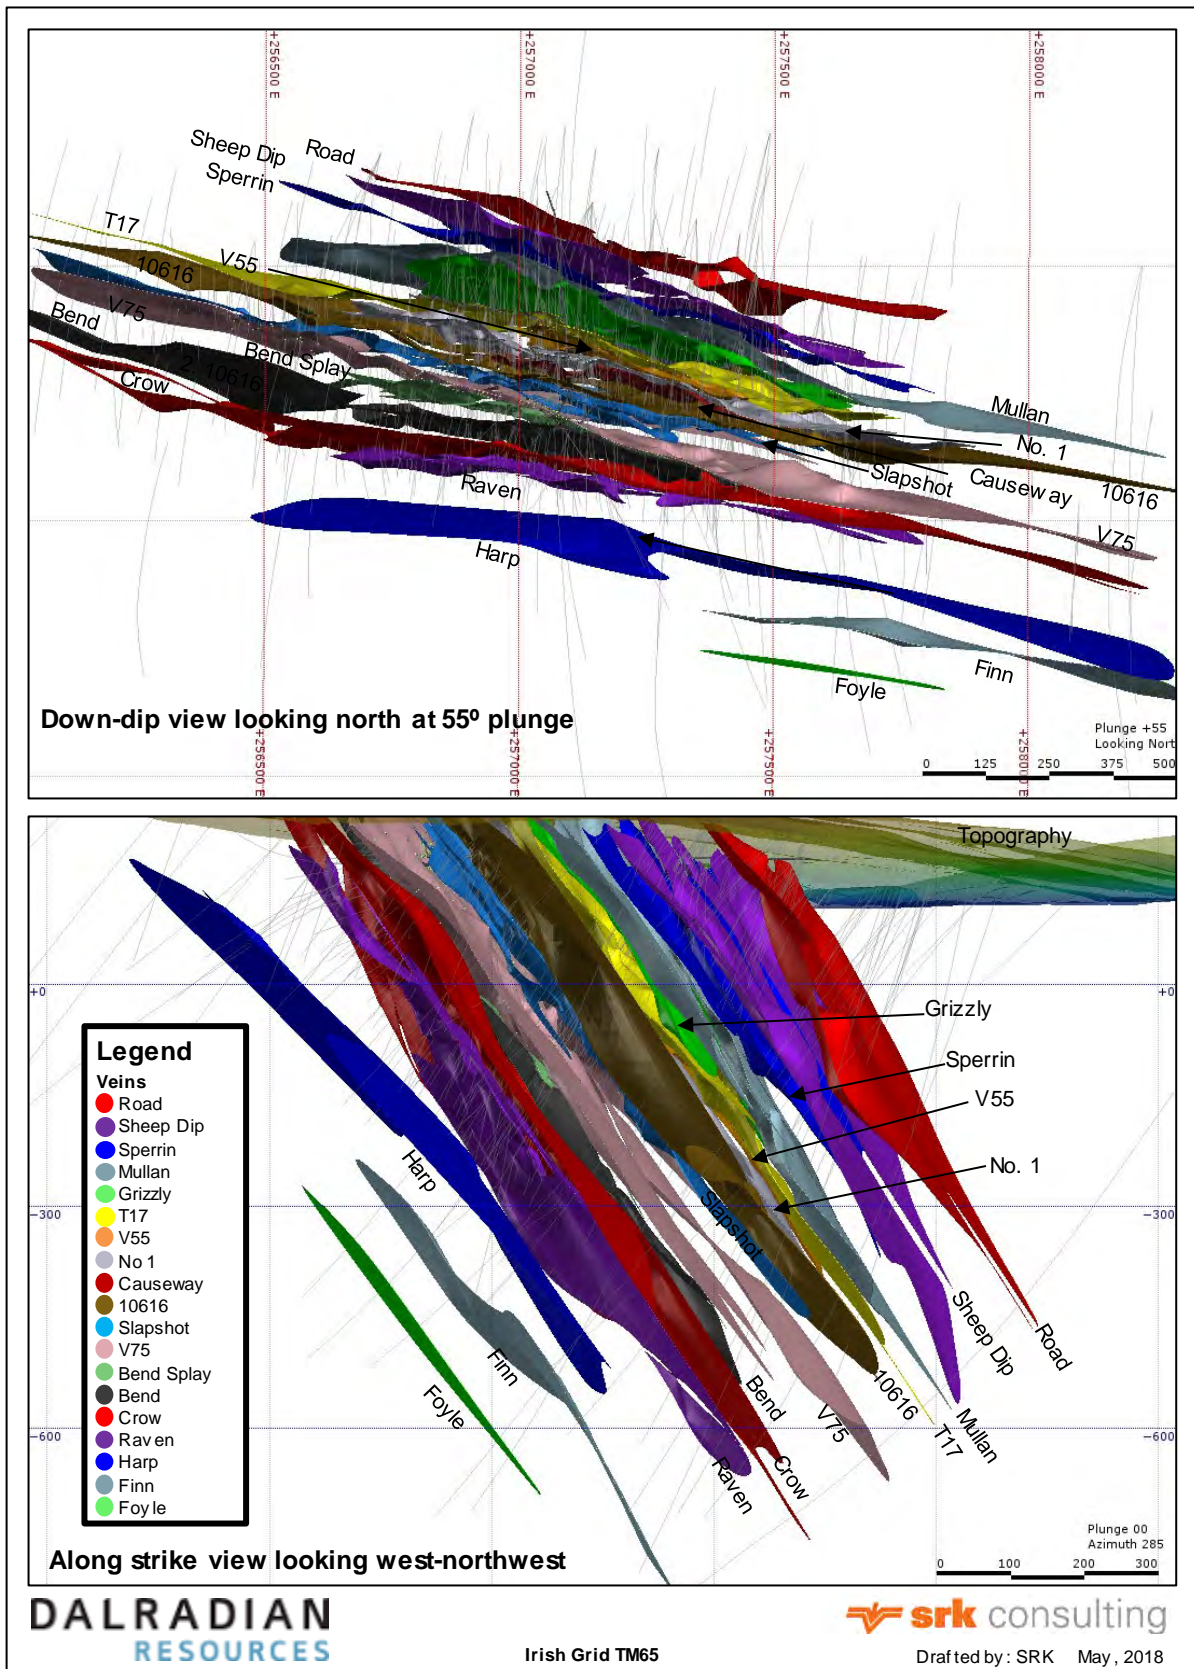 +256500 E
+257000 E
+257500 E
+258000 E
Sheep Dip
Road
Sperrin
T17
V55
10616
V75
Bend
Bend Splay
2. 10616
Crow
Mullan
No. 1
Slapshot
Causeway
10616
Raven
V75
Harp
Finn
Foyle
Down-dip view looking north at 55º plunge
+256500 E
+257000 E
+257500 E
+258000 E
Plunge +55
Looking Nort
0 125 250 375 500
Topography
+0
+0
Grizzly
Sperrin
V55
No. 1
Legend
Veins
Road
Sheep Dip
Sperrin
Mullan
Grizzly
T17
V55
No 1
Causeway
10616
Slapshot
V75
Bend Splay
Bend
Crow
Raven
Harp
Finn
Foyle
Harp
Slapshot
−300
−300
Sheep Dip
Road
Finn
Foyle
Bend
V75
10616
T17
Mullan
Raven
Crow
−600
−600
Plunge 00
Azimuth 285
0 100 200 300
Along strike view looking west-northwest
DALRADIAN
RESOURCES
srk consulting
Irish Grid TM65
Drafted by: SRK May, 2018